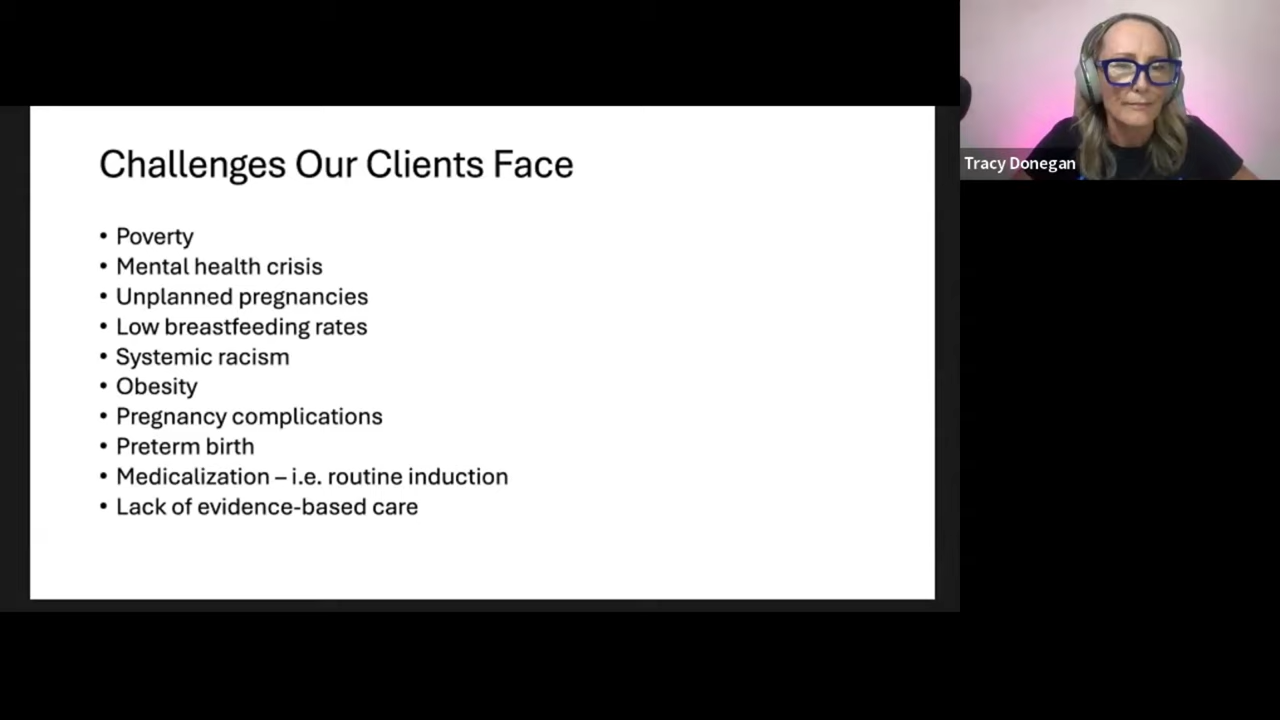 Challenges Our Clients Face
• Poverty
• Mental health crisis
• Unplanned pregnancies
• Low breastfeeding rates
• Systemic racism
• Obesity
• Pregnancy complications
• Preterm birth
• Medicalization – i.e. routine induction
• Lack of evidence-based care
Tracy Donegan